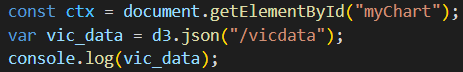 const ctx = document.getElementById("myChart");
var vic_data = d3.json("/vicdata");
console.log(vic_data);